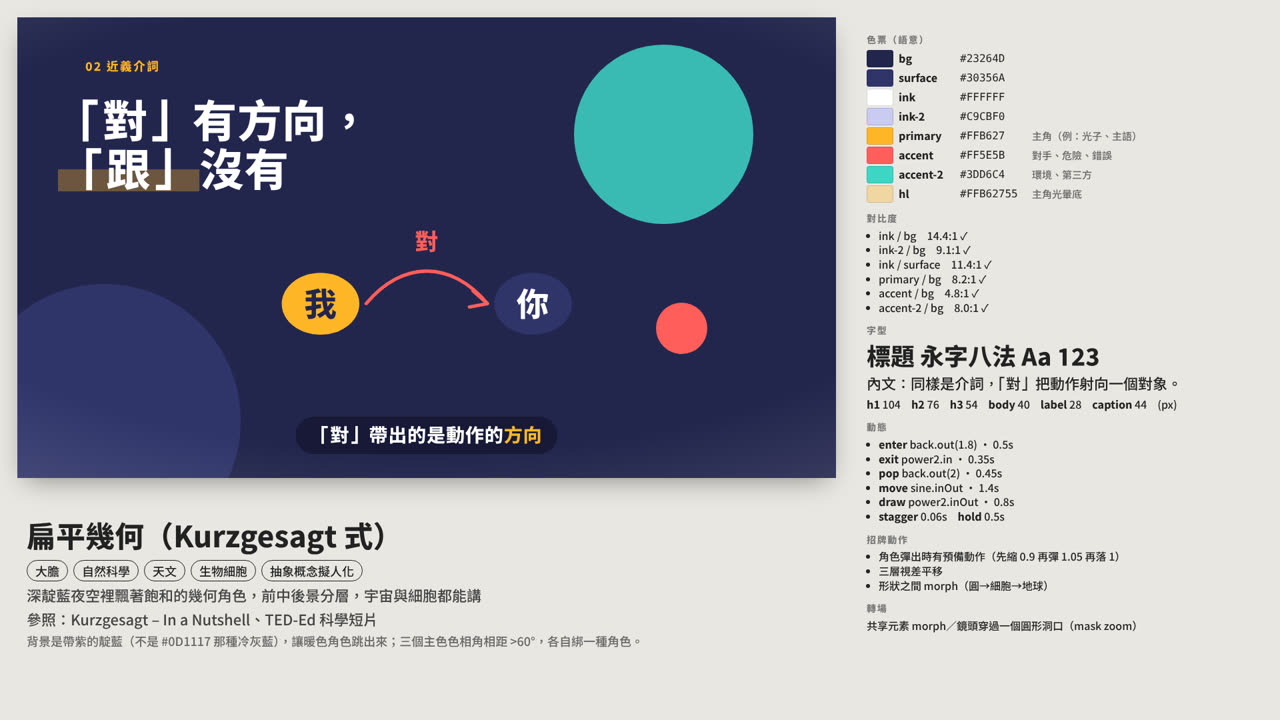 02 近義介詞
「對」有方向，
「跟」沒有
對
我
你
「對」帶出的是動作的方向
扁平幾何（Kurzgesagt 式）
大膽 自然科學 天文 生物細胞 抽象概念擬人化
深靛藍夜空裡飄著飽和的幾何角色，前中後景分層，宇宙與細胞都能講
參照：Kurzgesagt – In a Nutshell、TED-Ed 科學短片
背景是帶紫的靛藍（不是 #0D1117 那種冷灰藍），讓暖色角色跳出來；三個主色色相角相距 >60°，各自綁一種角色。
色票（語意）
bg #23264D
surface #30356A
ink #FFFFFF
ink-2 #C9CBF0
primary #FFB627 主角（例：光子、主語）
accent #FF5E5B 對手、危險、錯誤
accent-2 #3DD6C4 環境、第三方
hl #FFB62755 主角光暈底
對比度
ink / bg 14.4:1 ✓
ink-2 / bg 9.1:1 ✓
ink / surface 11.4:1 ✓
primary / bg 8.2:1 ✓
accent / bg 4.8:1 ✓
accent-2 / bg 8.0:1 ✓
字型
標題 永字八法 Aa 123
內文：同樣是介詞，「對」把動作射向一個對象。
h1 104 h2 76 h3 54 body 40 label 28 caption 44 (px)
動態
enter back.out(1.8) · 0.5s
exit power2.in · 0.35s
pop back.out(2) · 0.45s
move sine.inOut · 1.4s
draw power2.inOut · 0.8s
stagger 0.06s hold 0.5s
招牌動作
角色彈出時有預備動作（先縮 0.9 再彈 1.05 再落 1）
三層視差平移
形狀之間 morph（圓→細胞→地球）
轉場
共享元素 morph／鏡頭穿過一個圓形洞口（mask zoom）